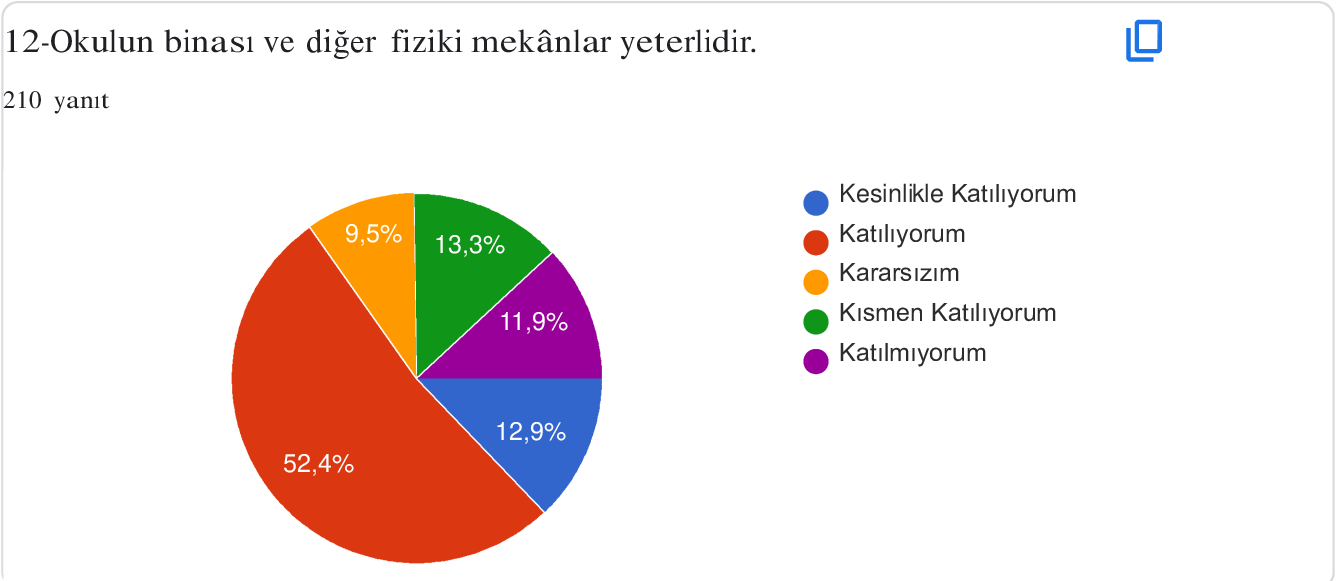 12-Okulun binası ve diğer fiziki mekânlar yeterlidir.
210 yanıt
9,5%
13,3%
11,9%
12,9%
52,4%
Kesinlikle Katılıyorum
Katılıyorum
Kararsızım
Kısmen Katılıyorum
Katılmıyorum